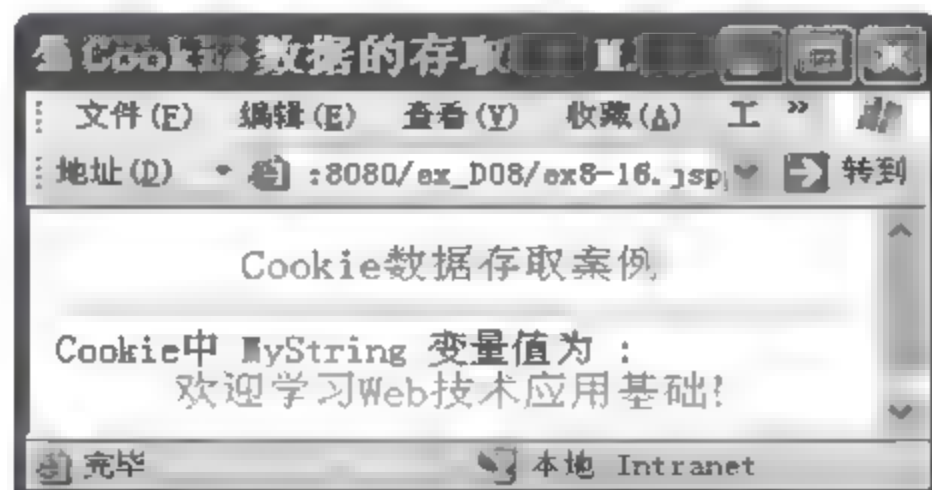 Cookie数据的存取
文件(F) 编辑(E) 查看(V) 收藏(A) 工 »
地址(D) :8080/ex_D08/ex8-16.jsp 转到
Cookie数据存取案例
Cookie中 MyString 变量值为 :
欢迎学习Web技术应用基础!
完毕 本地 Intranet